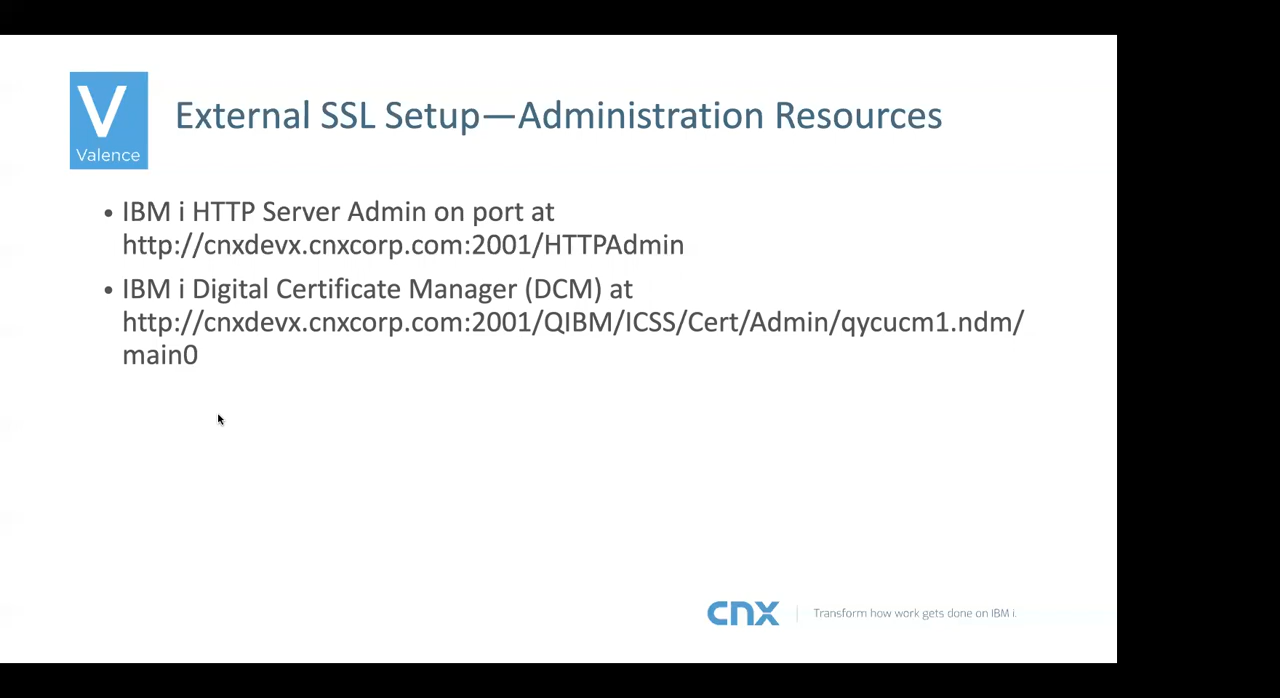 V
Valence
External SSL Setup—Administration Resources
• IBM i HTTP Server Admin on port at
http://cnxdevx.cnxcorp.com:2001/HTTPAdmin
• IBM i Digital Certificate Manager (DCM) at
http://cnxdevx.cnxcorp.com:2001/QIBM/ICSS/Cert/Admin/qycucm1.ndm/
main0
cnx
Transform how work gets done on IBM i.